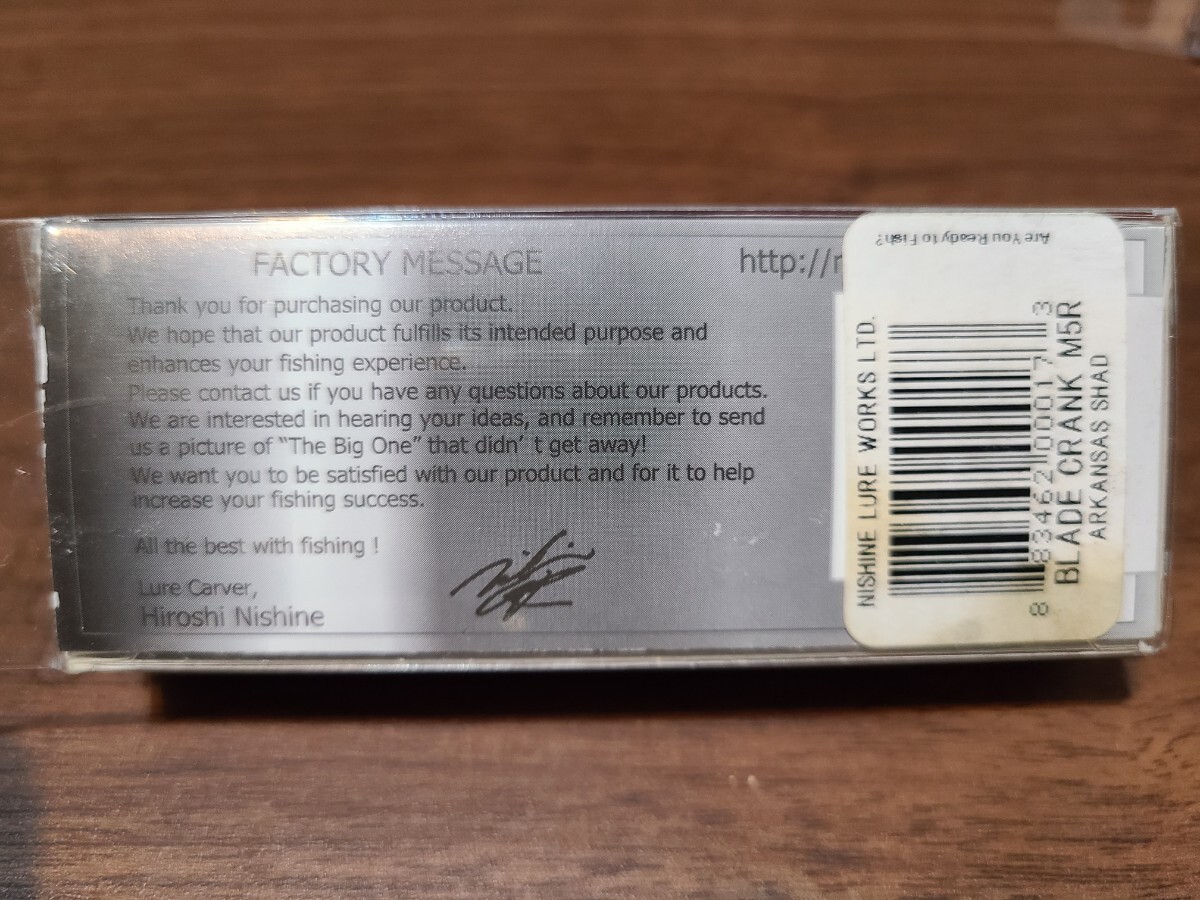 FACTORY MESSAGE
http://
Thank you for purchasing our product.
We hope that our product fulfills its intended purpose and
enhances your fishing experience.
Please contact us if you have any questions about our products.
We are interested in hearing your ideas, and remember to send
us a picture of “The Big One” that didn’ t get away!
We want you to be satisfied with our product and for it to help
increase your fishing success.
All the best with fishing !
Lure Carver,
Hiroshi Nishine
Are You Ready to Fish?
NISHINE LURE WORKS LTD.
8 83462 00017 3
BLADE CRANK M5R
ARKANSAS SHAD